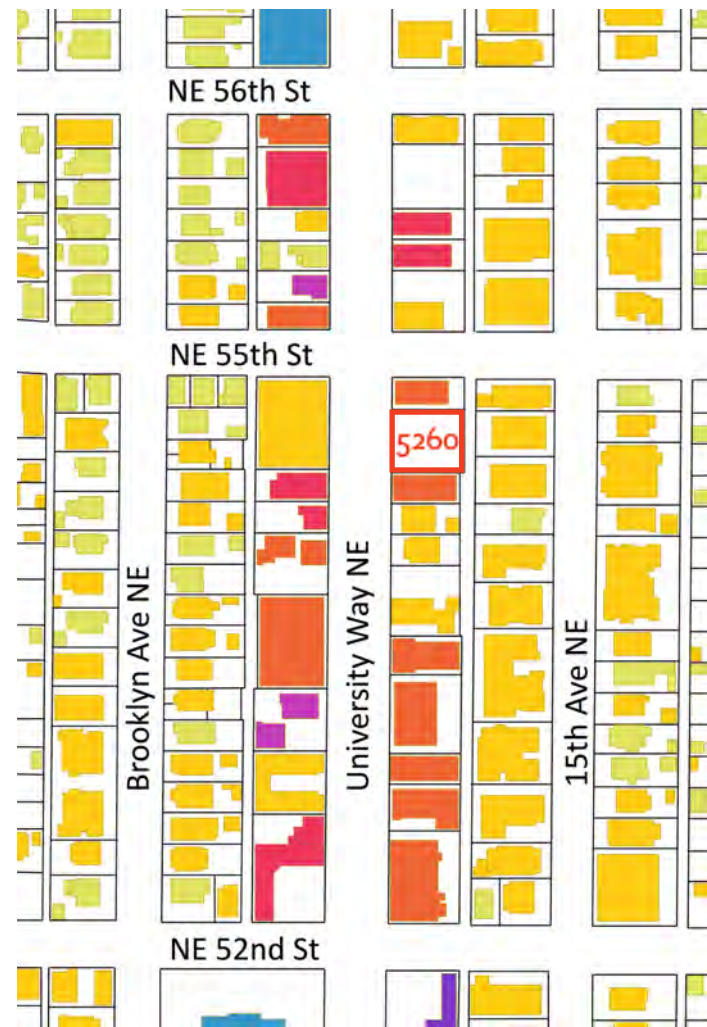 NE 56th St
NE 55th St
5260
Brooklyn Ave NE
University Way NE
15th Ave NE
NE 52nd St